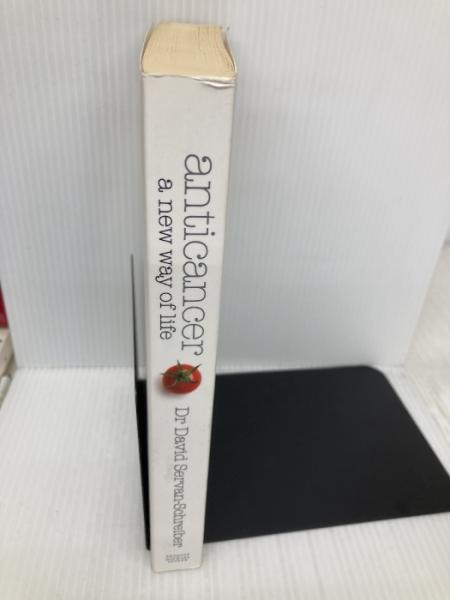 anticancer
a new way of life
Dr David Servan-Schreiber